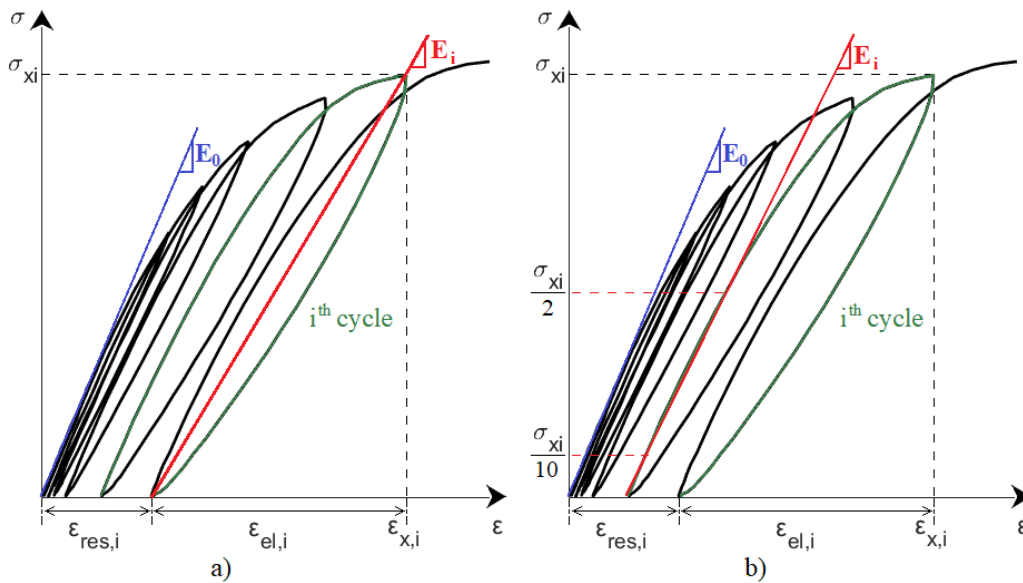 σ
σxi
E0
Ei
ith cycle
εres,i
εel,i
εx,i
ε
a)
σ
σxi
E0
Ei
σxi
2
ith cycle
σxi
10
εres,i
εel,i
εx,i
ε
b)